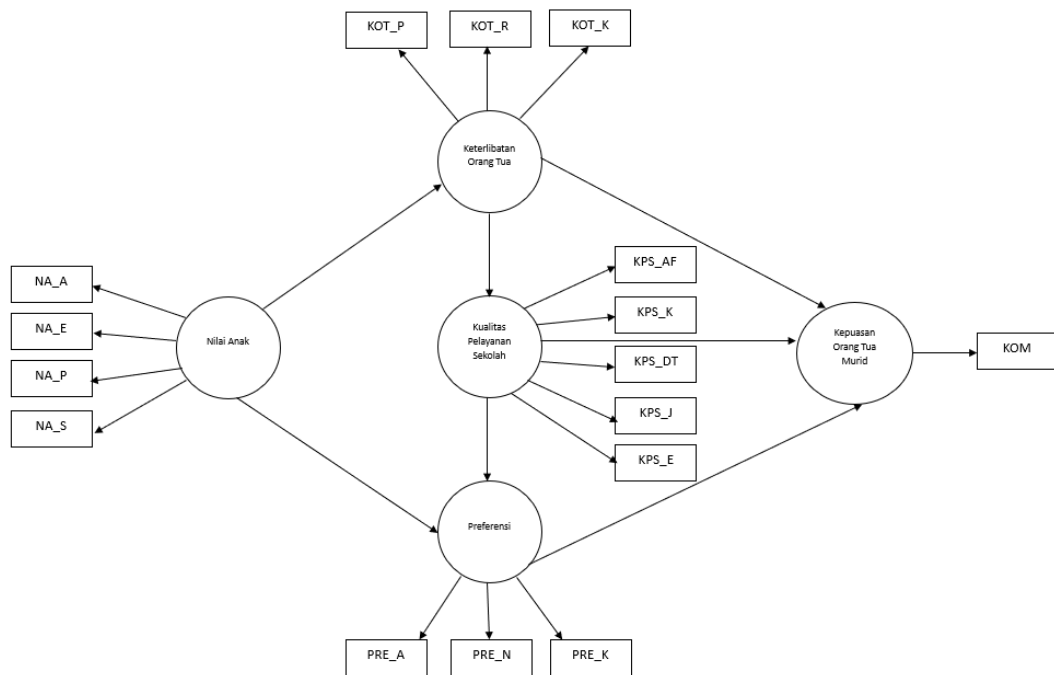 KOT_P
KOT_R
KOT_K
Keterlibatan
Orang Tua
NA_A
NA_E
NA_P
NA_S
Nilai Anak
KPS_AF
KPS_K
KPS_DT
KPS_J
KPS_E
Kualitas
Pelayanan
Sekolah
Kepuasan
Orang Tua
Murid
KOM
Preferensi
PRE_A
PRE_N
PRE_K